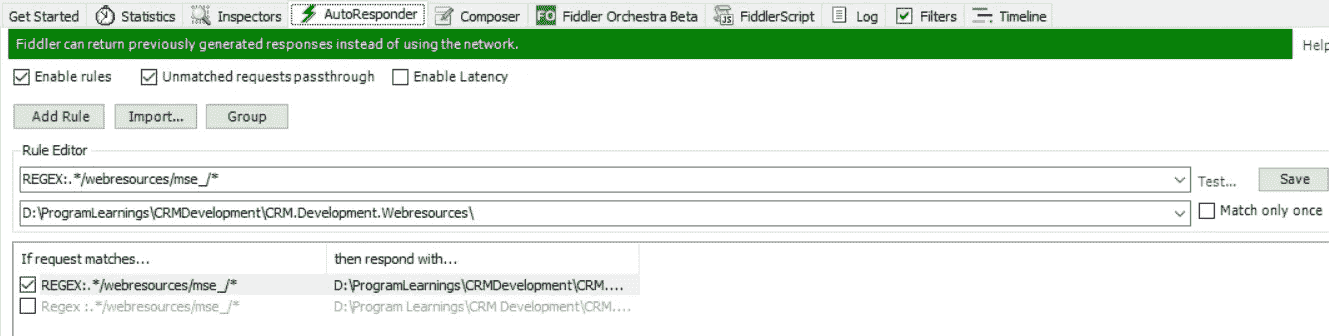 Get Started Statistics Inspectors AutoResponder Composer FO Fiddler Orchestra Beta JS FiddlerScript Log Filters Timeline
Fiddler can return previously generated responses instead of using the network. Help
Enable rules Unmatched requests passthrough Enable Latency
Add Rule Import... Group
Rule Editor
REGEX:.*/webresources/mse_/* Test... Save
D:\ProgramLearnings\CRMDevelopment\CRM.Development.Webresources\ Match only once
If request matches... then respond with...
REGEX:.*/webresources/mse_/* D:\ProgramLearnings\CRMDevelopment\CRM....
Regex :.*/webresources/mse_/* D:\Program Learnings\CRM Development\CRM....